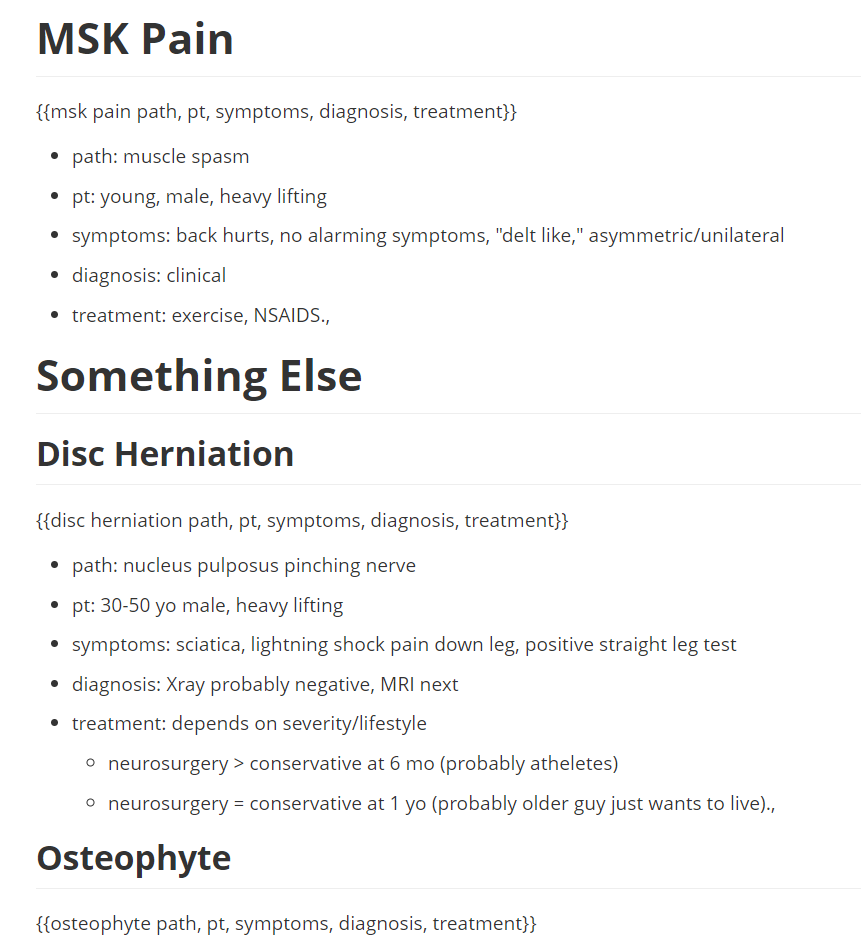 MSK Pain
{{msk pain path, pt, symptoms, diagnosis, treatment}}
• path: muscle spasm
• pt: young, male, heavy lifting
• symptoms: back hurts, no alarming symptoms, "delt like," asymmetric/unilateral
• diagnosis: clinical
• treatment: exercise, NSAIDS.,
Something Else
Disc Herniation
{{disc herniation path, pt, symptoms, diagnosis, treatment}}
• path: nucleus pulposus pinching nerve
• pt: 30-50 yo male, heavy lifting
• symptoms: sciatica, lightning shock pain down leg, positive straight leg test
• diagnosis: Xray probably negative, MRI next
• treatment: depends on severity/lifestyle
◦ neurosurgery > conservative at 6 mo (probably atheletes)
◦ neurosurgery = conservative at 1 yo (probably older guy just wants to live).,
Osteophyte
{{osteophyte path, pt, symptoms, diagnosis, treatment}}